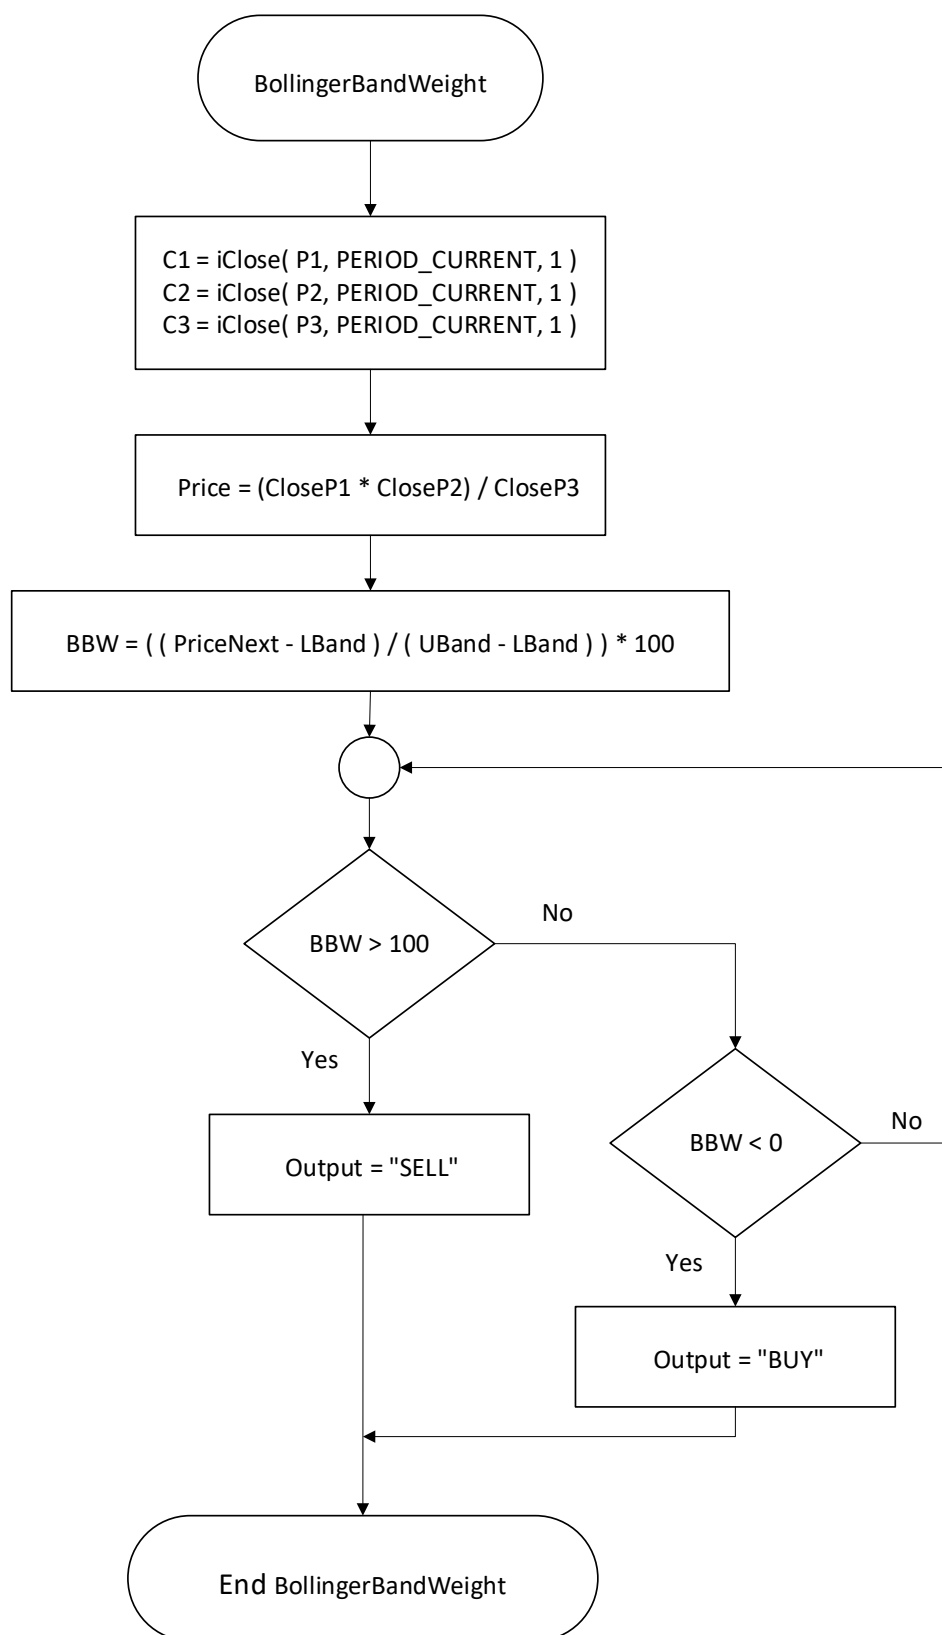 BollingerBandWeight
C1 = iClose( P1, PERIOD_CURRENT, 1 )
C2 = iClose( P2, PERIOD_CURRENT, 1 )
C3 = iClose( P3, PERIOD_CURRENT, 1 )
Price = (CloseP1 * CloseP2) / CloseP3
BBW = ( ( PriceNext - LBand ) / ( UBand - LBand ) ) * 100
BBW > 100
No
Yes
Output = "SELL"
BBW < 0
No
Yes
Output = "BUY"
End BollingerBandWeight